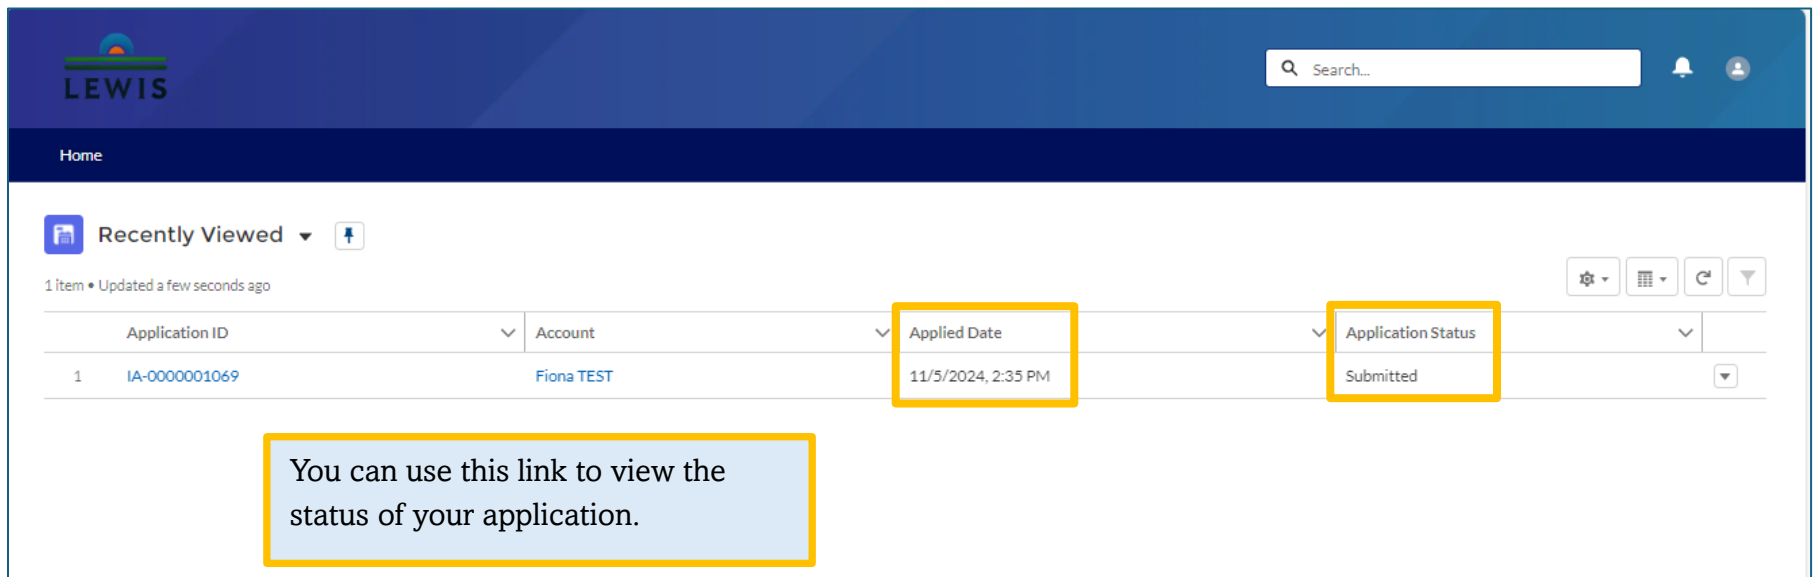 LEWIS
Search...
Home
Recently Viewed
1 item • Updated a few seconds ago
Application ID Account Applied Date Application Status
1 IA-0000001069 Fiona TEST 11/5/2024, 2:35 PM Submitted
You can use this link to view the
status of your application.